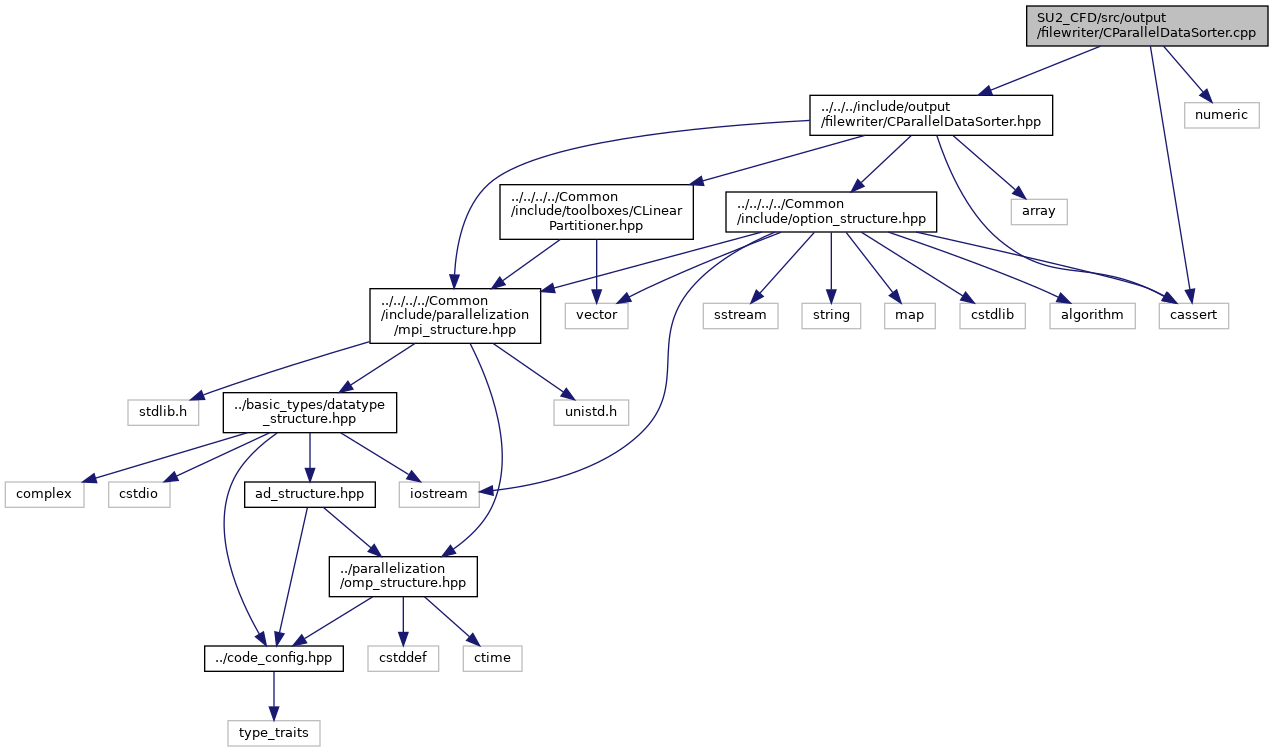 SU2_CFD/src/output
/filewriter/CParallelDataSorter.cpp
../../../include/output
/filewriter/CParallelDataSorter.hpp
numeric
../../../../Common
/include/toolboxes/CLinear
Partitioner.hpp
../../../../Common
/include/option_structure.hpp
array
../../../../Common
/include/parallelization
/mpi_structure.hpp
vector
sstream
string
map
cstdlib
algorithm
cassert
stdlib.h
../basic_types/datatype
_structure.hpp
unistd.h
complex
cstdio
ad_structure.hpp
iostream
../parallelization
/omp_structure.hpp
../code_config.hpp
cstddef
ctime
type_traits